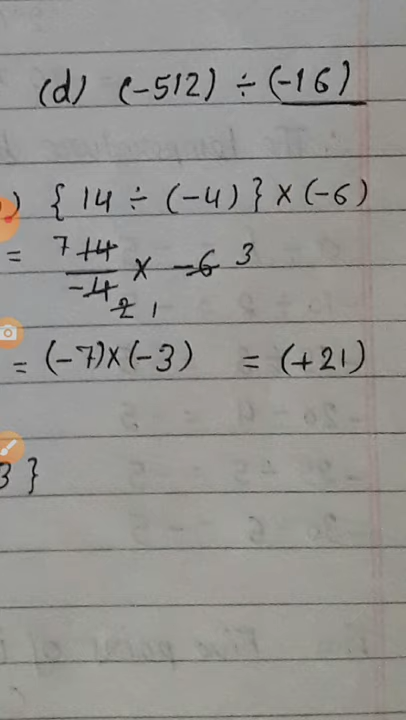 (d) (-512) ÷ (-16)
) { 14 ÷ (-4) } × (-6)
= 7 14 / -4 2 1 × -6 3
= (-7)×(-3) = (+21)
3 }